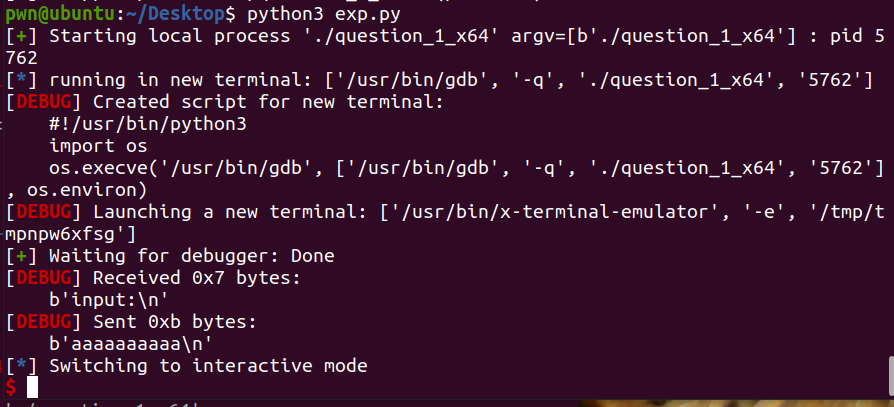 pwn@ubuntu:~/Desktop$ python3 exp.py
[+] Starting local process './question_1_x64' argv=[b'./question_1_x64'] : pid 5
762
[*] running in new terminal: ['/usr/bin/gdb', '-q', './question_1_x64', '5762']
[DEBUG] Created script for new terminal:
    #!/usr/bin/python3
    import os
    os.execve('/usr/bin/gdb', ['/usr/bin/gdb', '-q', './question_1_x64', '5762']
, os.environ)
[DEBUG] Launching a new terminal: ['/usr/bin/x-terminal-emulator', '-e', '/tmp/t
mpnpw6xfsg']
[+] Waiting for debugger: Done
[DEBUG] Received 0x7 bytes:
    b'input:\n'
[DEBUG] Sent 0xb bytes:
    b'aaaaaaaaaa\n'
[*] Switching to interactive mode
$